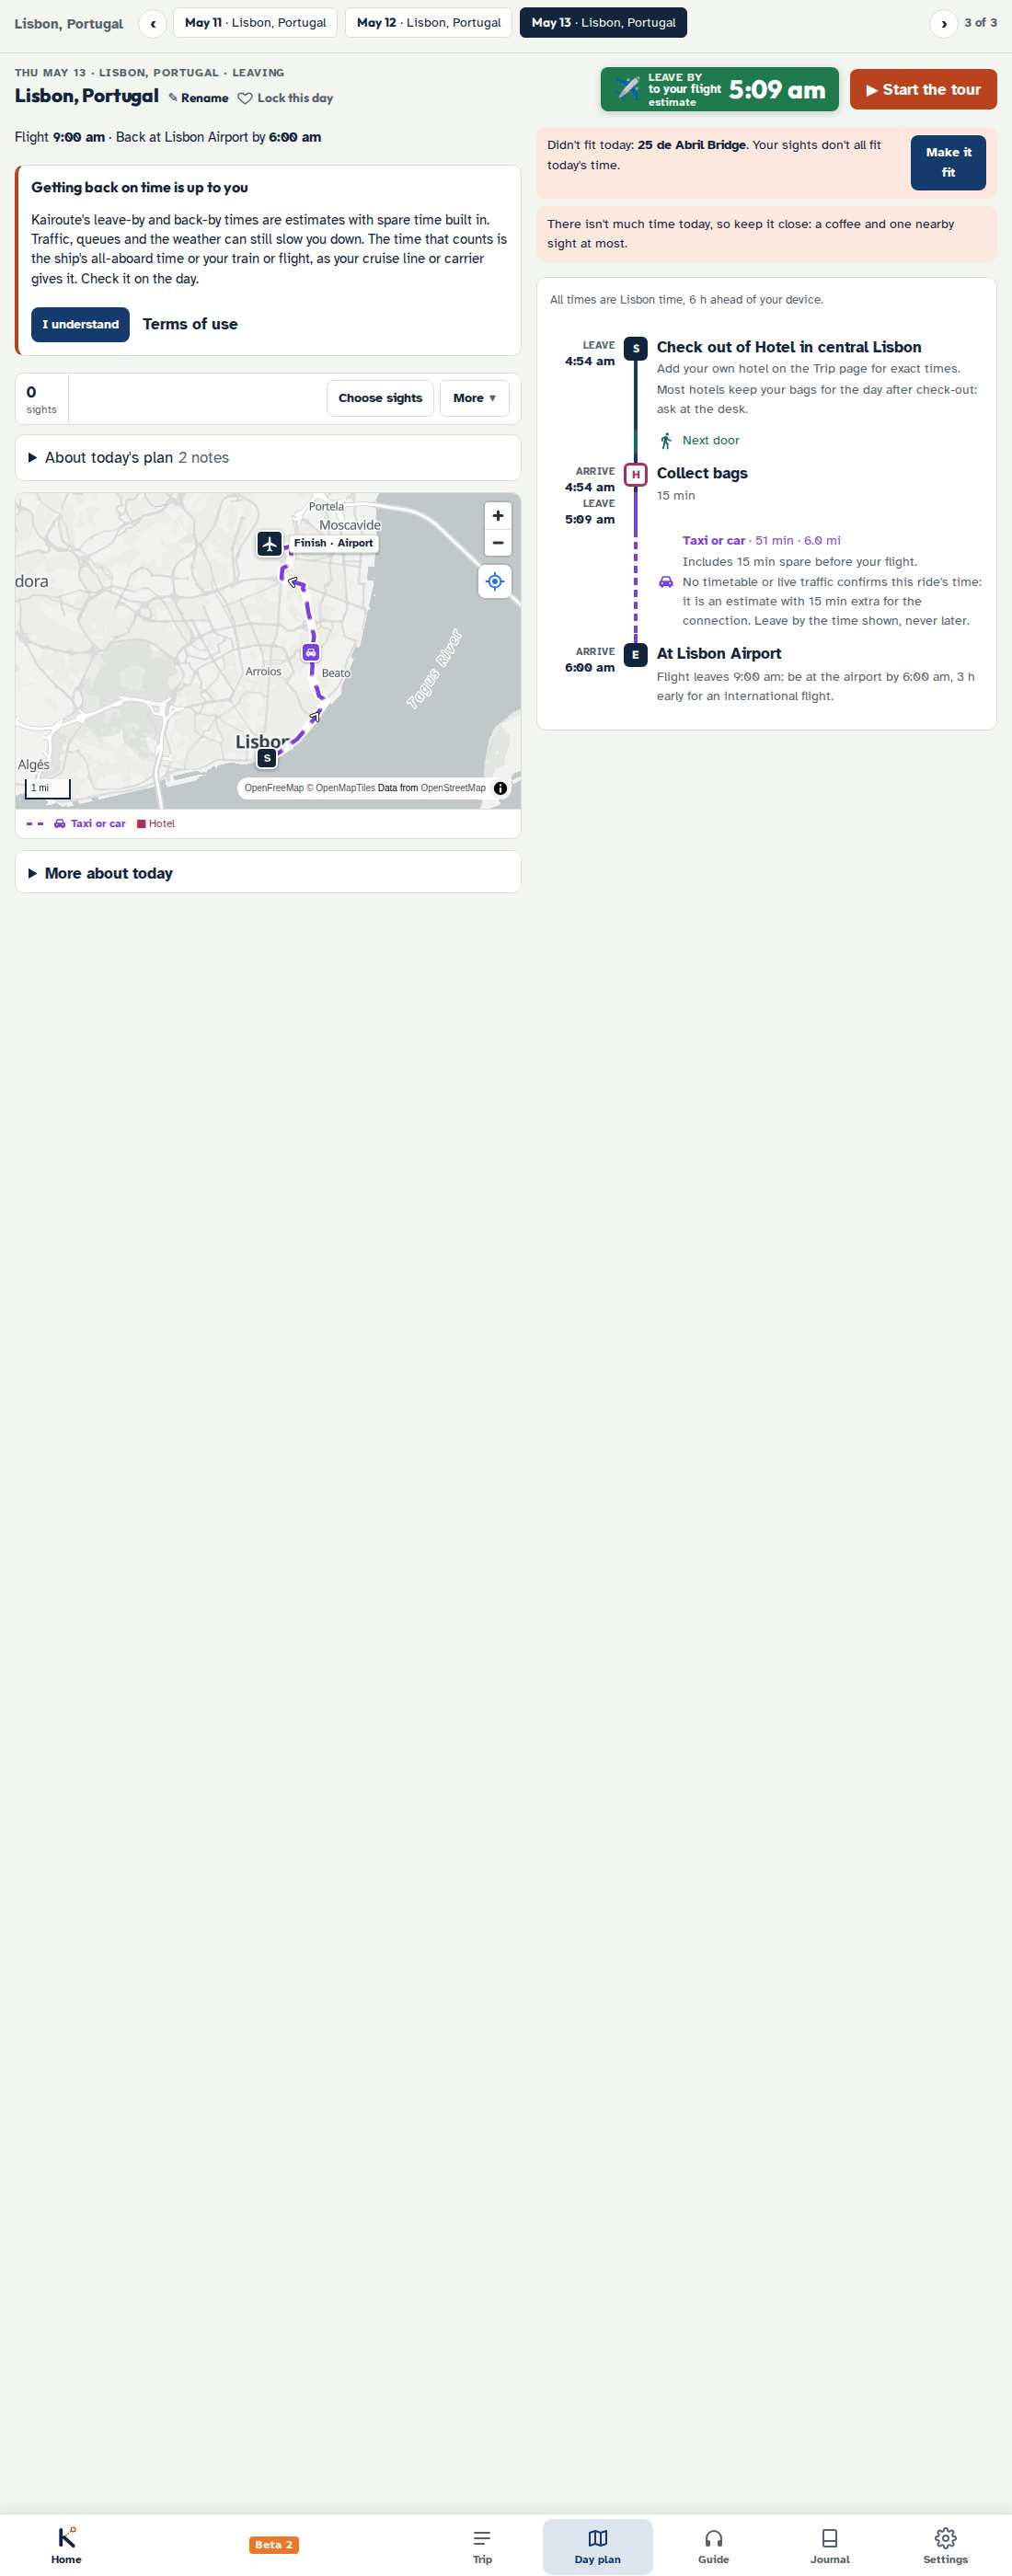 Lisbon, Portugal
‹
May 11 · Lisbon, Portugal
May 12 · Lisbon, Portugal
May 13 · Lisbon, Portugal
›
3 of 3
THU MAY 13 · LISBON, PORTUGAL · LEAVING
Lisbon, Portugal
✎ Rename
Lock this day
LEAVE BY
to your flight
estimate
5:09 am
▶ Start the tour
Flight 9:00 am · Back at Lisbon Airport by 6:00 am
Getting back on time is up to you
Kairoute's leave-by and back-by times are estimates with spare time built in.
Traffic, queues and the weather can still slow you down. The time that counts is
the ship's all-aboard time or your train or flight, as your cruise line or carrier
gives it. Check it on the day.
I understand
Terms of use
0
sights
Choose sights
More ▼
▶ About today's plan 2 notes
Portela
Moscavide
Finish · Airport
dora
Arroios
Beato
Tagus River
Lisbon
S
Algés
1 mi
OpenFreeMap © OpenMapTiles Data from OpenStreetMap
+
−
Taxi or car
Hotel
▶ More about today
Didn't fit today: 25 de Abril Bridge. Your sights don't all fit
today's time.
Make it
fit
There isn't much time today, so keep it close: a coffee and one nearby
sight at most.
All times are Lisbon time, 6 h ahead of your device.
LEAVE
4:54 am
S
Check out of Hotel in central Lisbon
Add your own hotel on the Trip page for exact times.
Most hotels keep your bags for the day after check-out:
ask at the desk.
Next door
ARRIVE
4:54 am
LEAVE
5:09 am
H
Collect bags
15 min
Taxi or car · 51 min · 6.0 mi
Includes 15 min spare before your flight.
No timetable or live traffic confirms this ride's time:
it is an estimate with 15 min extra for the
connection. Leave by the time shown, never later.
ARRIVE
6:00 am
E
At Lisbon Airport
Flight leaves 9:00 am: be at the airport by 6:00 am, 3 h
early for an international flight.
Home
Beta 2
Trip
Day plan
Guide
Journal
Settings